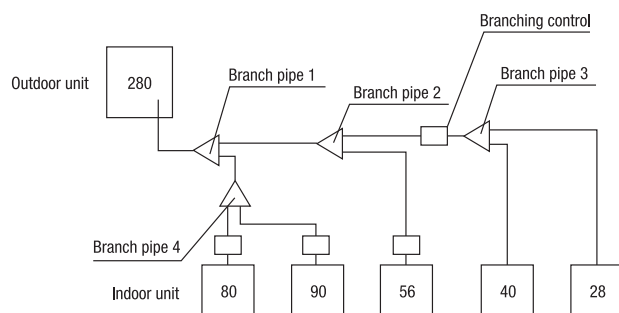 Branching control
Outdoor unit
280
Branch pipe 1
Branch pipe 2
Branch pipe 3
Branch pipe 4
Indoor unit
80
90
56
40
28